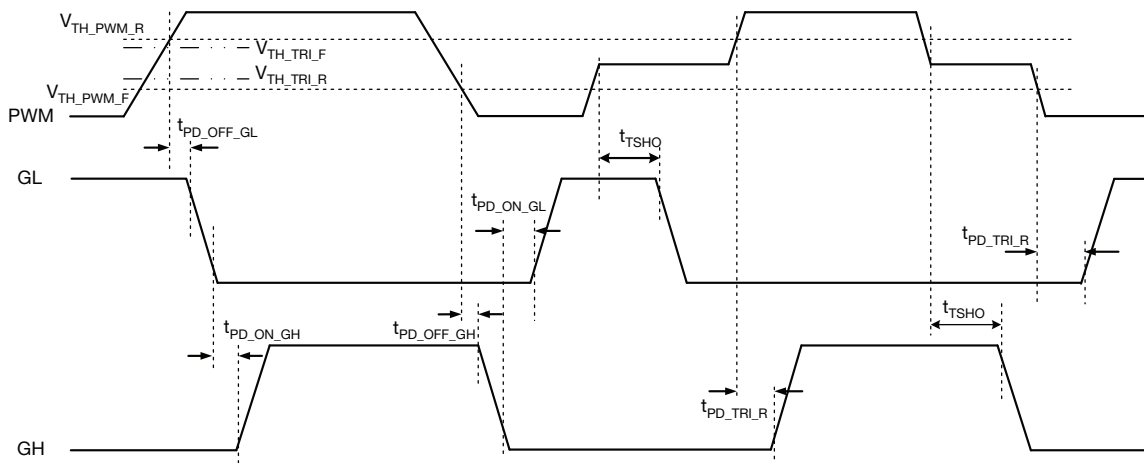 V_TH_PWM_R
V_TH_TRI_F
V_TH_TRI_R
V_TH_PWM_F
PWM
t_PD_OFF_GL
t_TSHO
GL
t_PD_ON_GL
t_PD_TRI_R
t_TSHO
t_PD_ON_GH
t_PD_OFF_GH
t_PD_TRI_R
GH